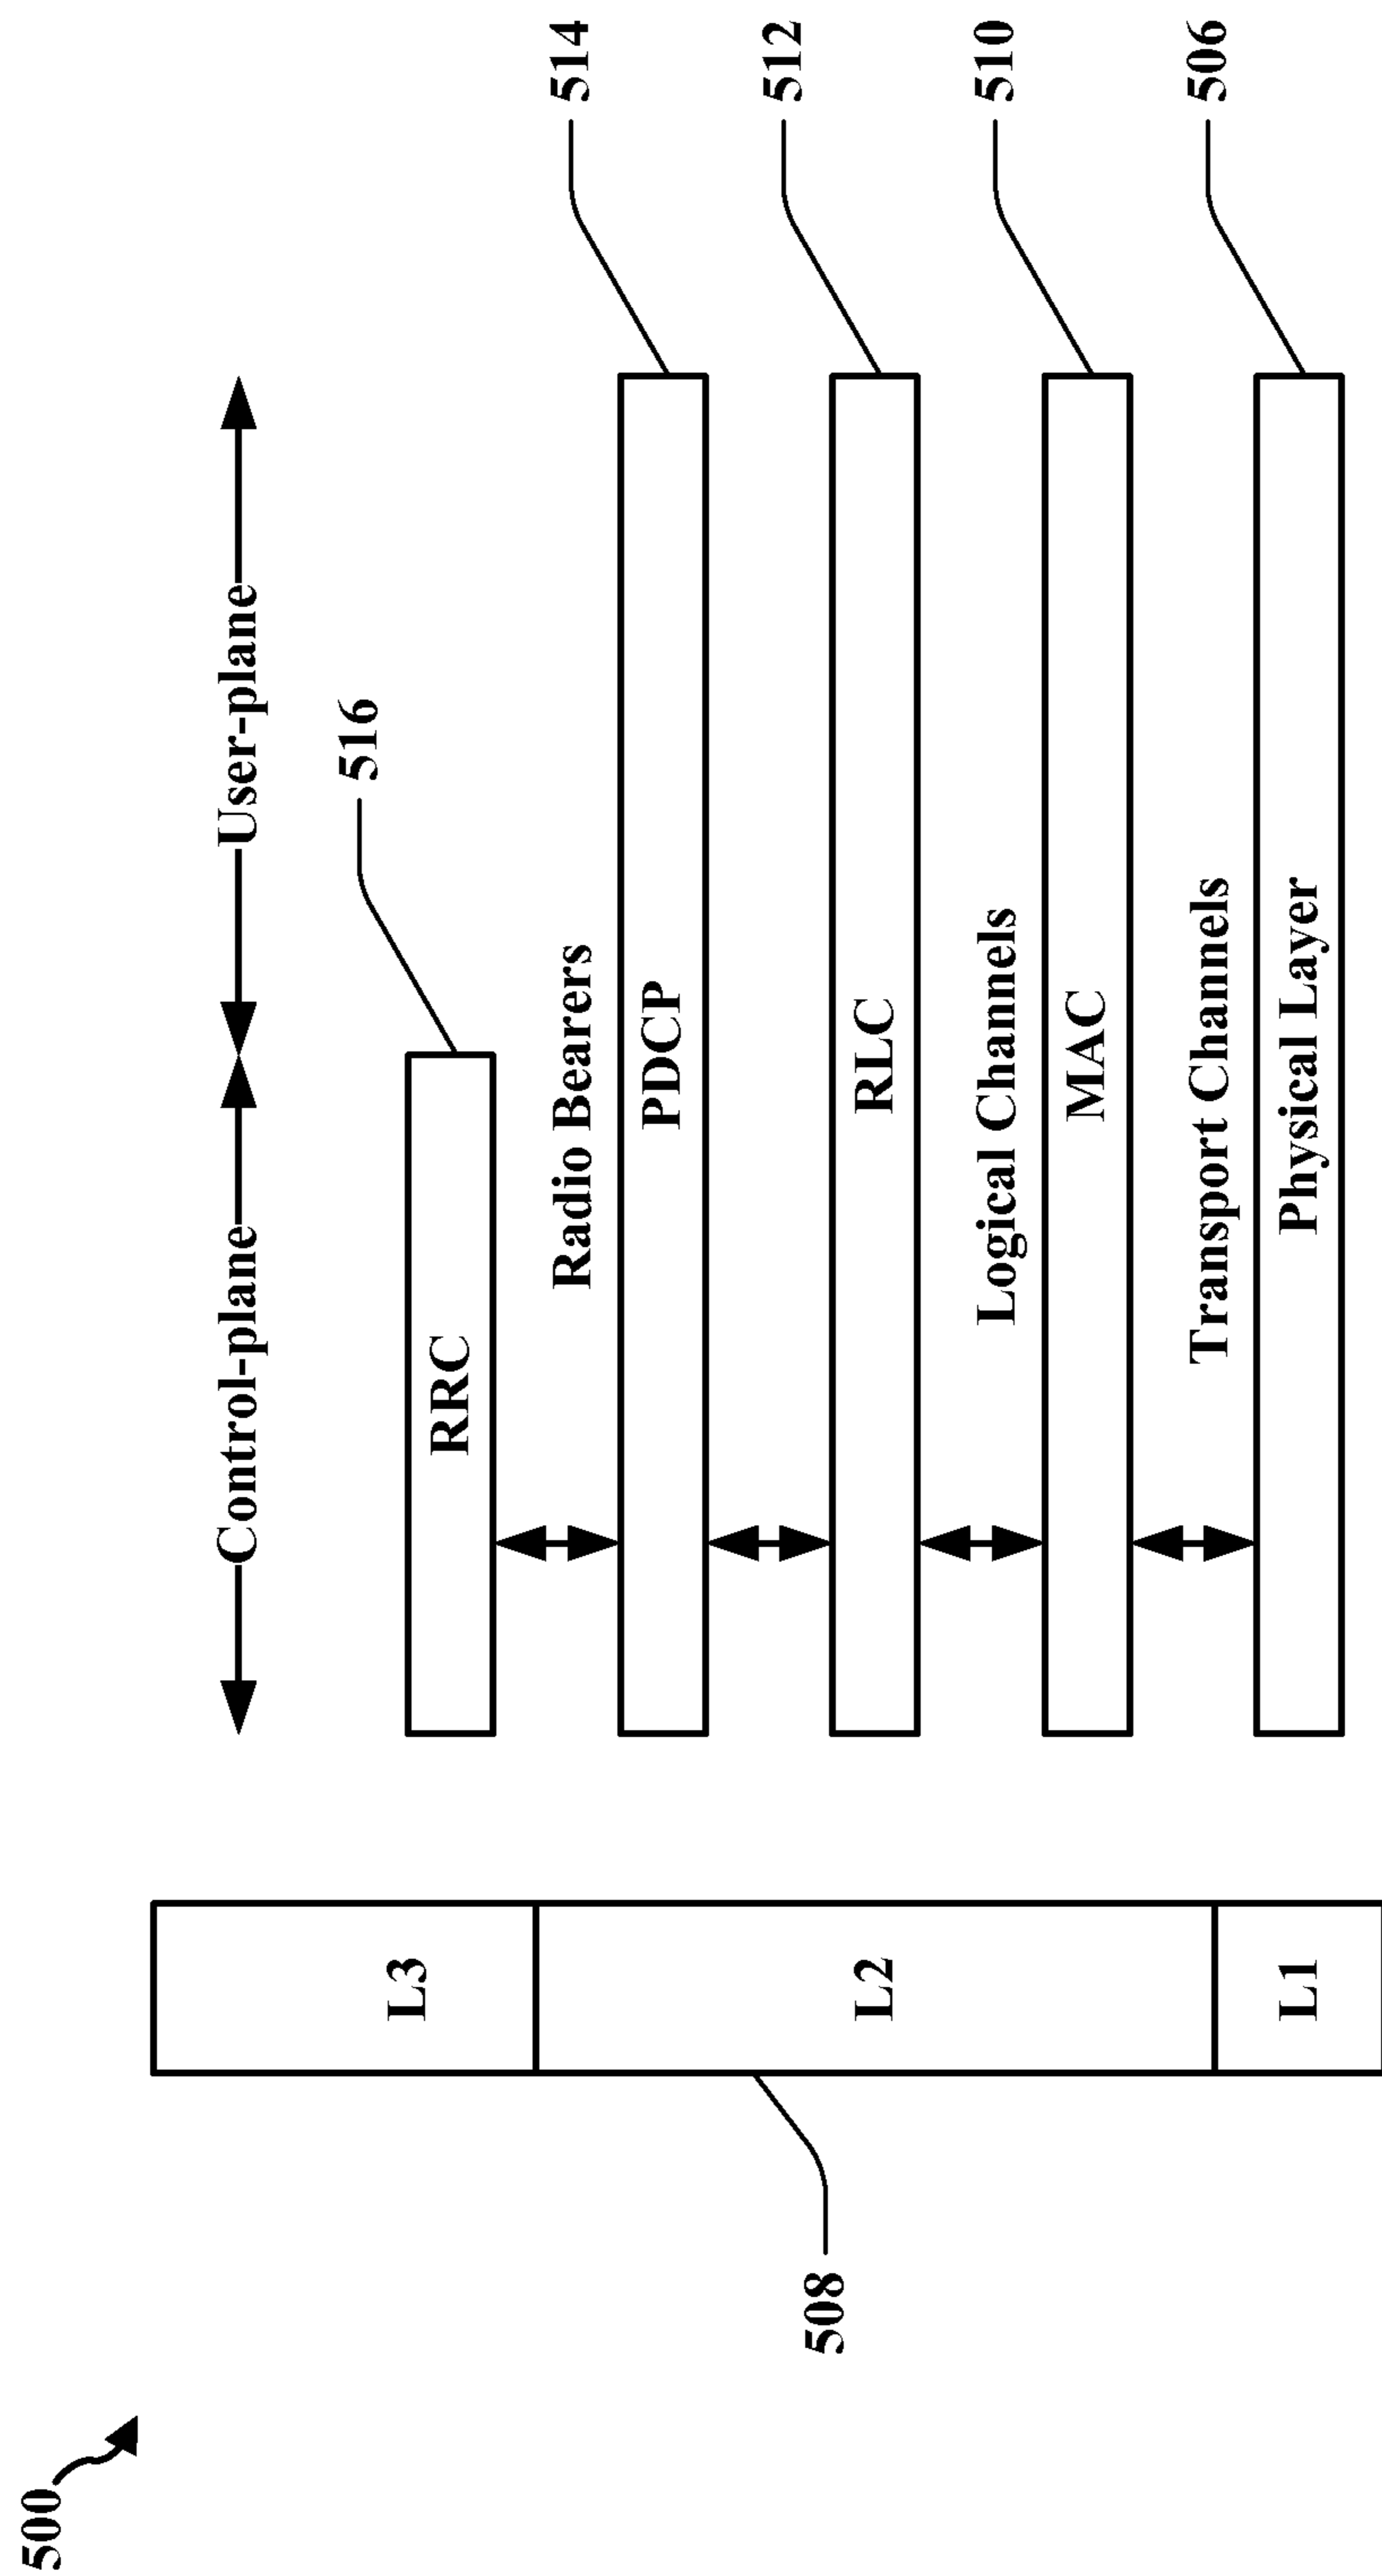 500
Control-plane
User-plane
516
L3
RRC
Radio Bearers
514
PDCP
508
L2
512
RLC
Logical Channels
510
MAC
Transport Channels
506
L1
Physical Layer